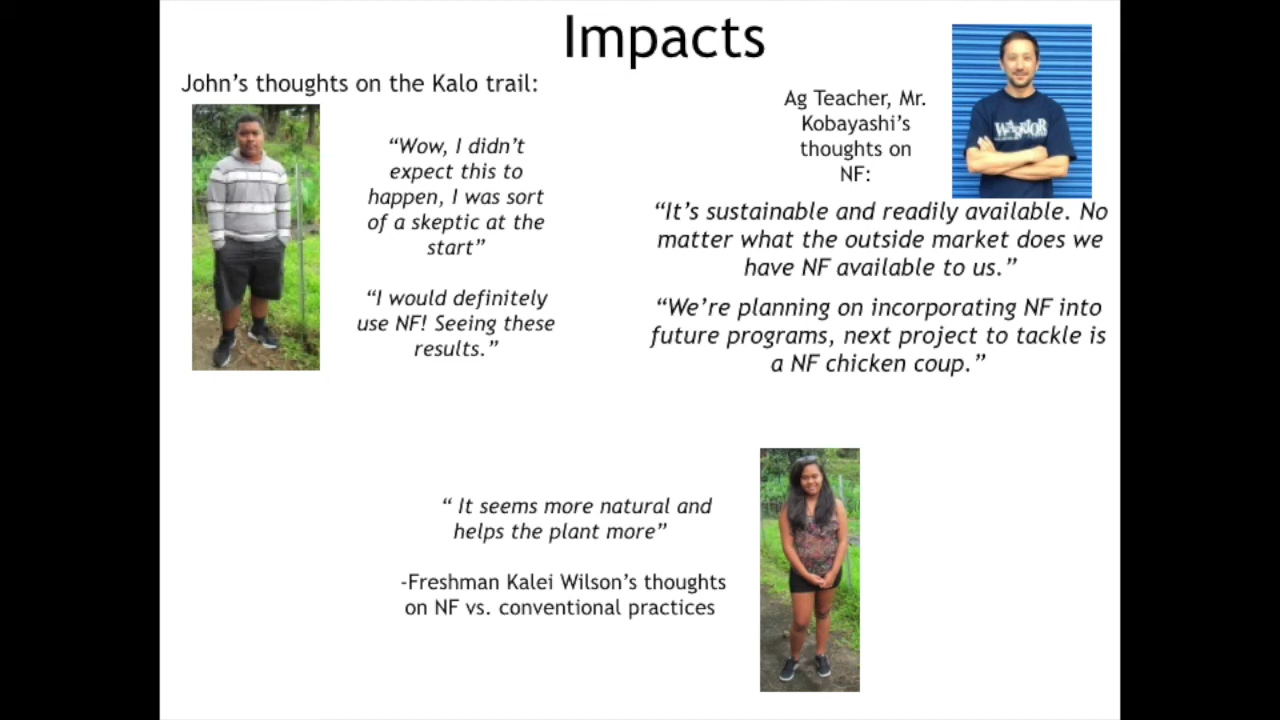 Impacts
John’s thoughts on the Kalo trail:
“Wow, I didn’t
expect this to
happen, I was sort
of a skeptic at the
start”
“I would definitely
use NF! Seeing these
results.”
Ag Teacher, Mr.
Kobayashi’s
thoughts on
NF:
WARRIOR
“It’s sustainable and readily available. No
matter what the outside market does we
have NF available to us.”
“We’re planning on incorporating NF into
future programs, next project to tackle is
a NF chicken coup.”
“ It seems more natural and
helps the plant more”
-Freshman Kalei Wilson’s thoughts
on NF vs. conventional practices